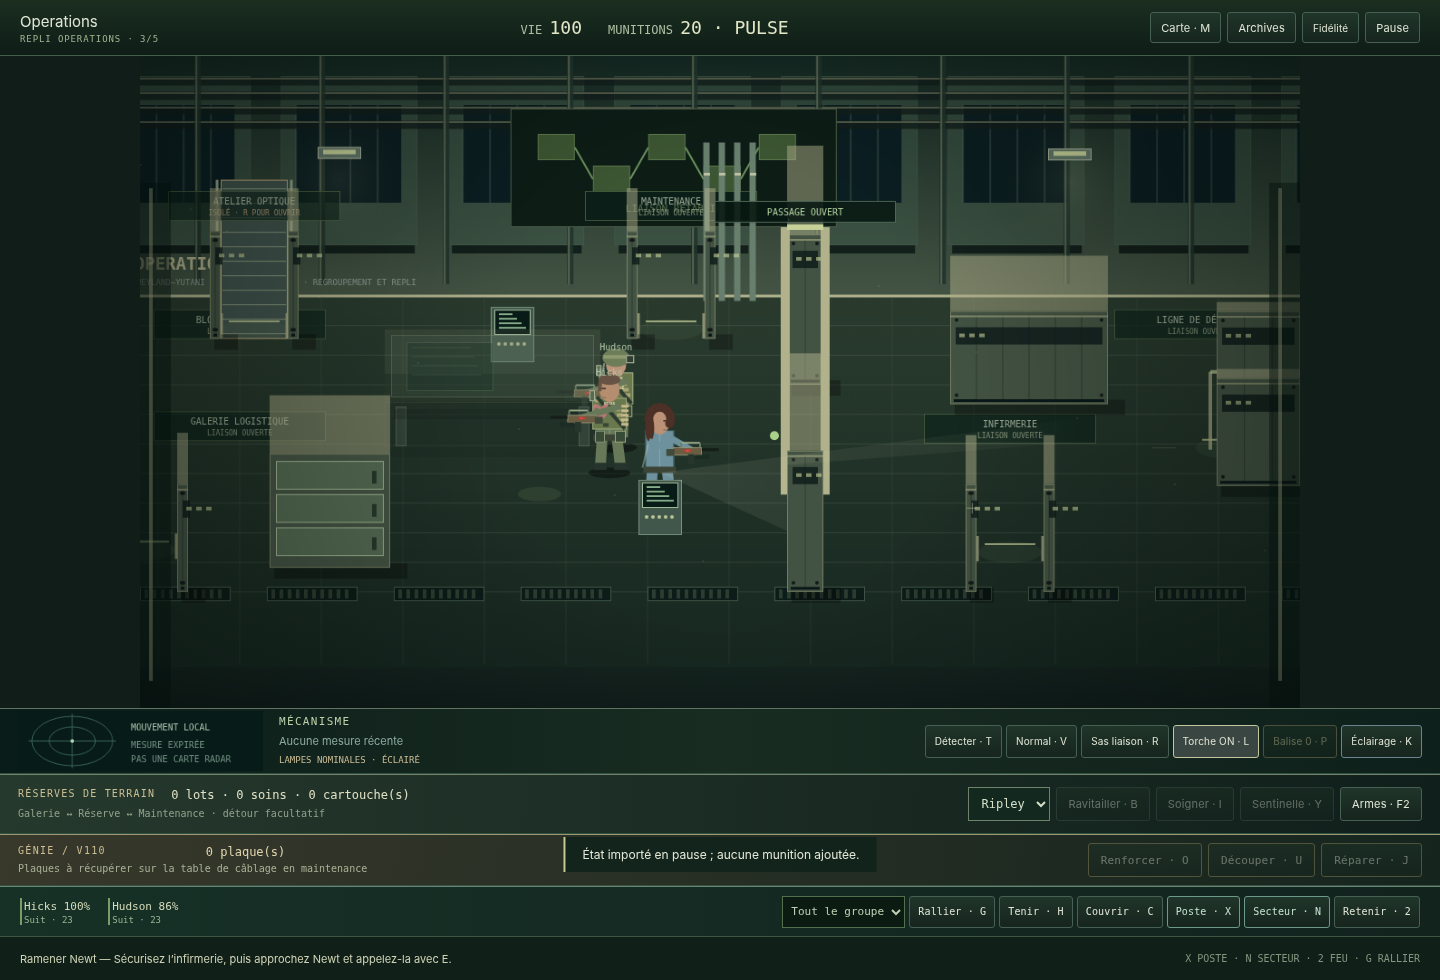 Operations
REPLI OPERATIONS · 3/5
VIE 100 MUNITIONS 20 · PULSE
Carte · M
Archives
Fidélité
Pause
ATELIER OPTIQUE
ISOLÉ · R POUR OUVRIR
MAINTENANCE
LIAISON OUVERTE
PASSAGE OUVERT
· REGROUPEMENT ET REPLI
Hudson
GALERIE LOGISTIQUE
LIAISON OUVERTE
INFIRMERIE
LIAISON OUVERTE
LIGNE DE
LIAISON
MOUVEMENT LOCAL
MESURE EXPIRÉE
PAS UNE CARTE RADAR
MÉCANISME
Aucune mesure récente
LAMPES NOMINALES · ÉCLAIRÉ
Détecter · T
Normal · V
Sas liaison · R
Torche ON · L
Balise 0 · P
Éclairage · K
RÉSERVES DE TERRAIN 0 lots · 0 soins · 0 cartouche(s)
Galerie ↔ Réserve ↔ Maintenance · détour facultatif
Ripley
Ravitailler · B
Soigner · I
Sentinelle · Y
Armes · F2
GÉNIE / V110 0 plaque(s)
Plaques à récupérer sur la table de câblage en maintenance
État importé en pause ; aucune munition ajoutée.
Renforcer · O
Découper · U
Réparer · J
Hicks 100%
Suit · 23
Hudson 86%
Suit · 23
Tout le groupe
Rallier · G
Tenir · H
Couvrir · C
Poste · X
Secteur · N
Retenir · 2
Ramener Newt — Sécurisez l'infirmerie, puis approchez Newt et appelez-la avec E.
X POSTE · N SECTEUR · 2 FEU · G RALLIER